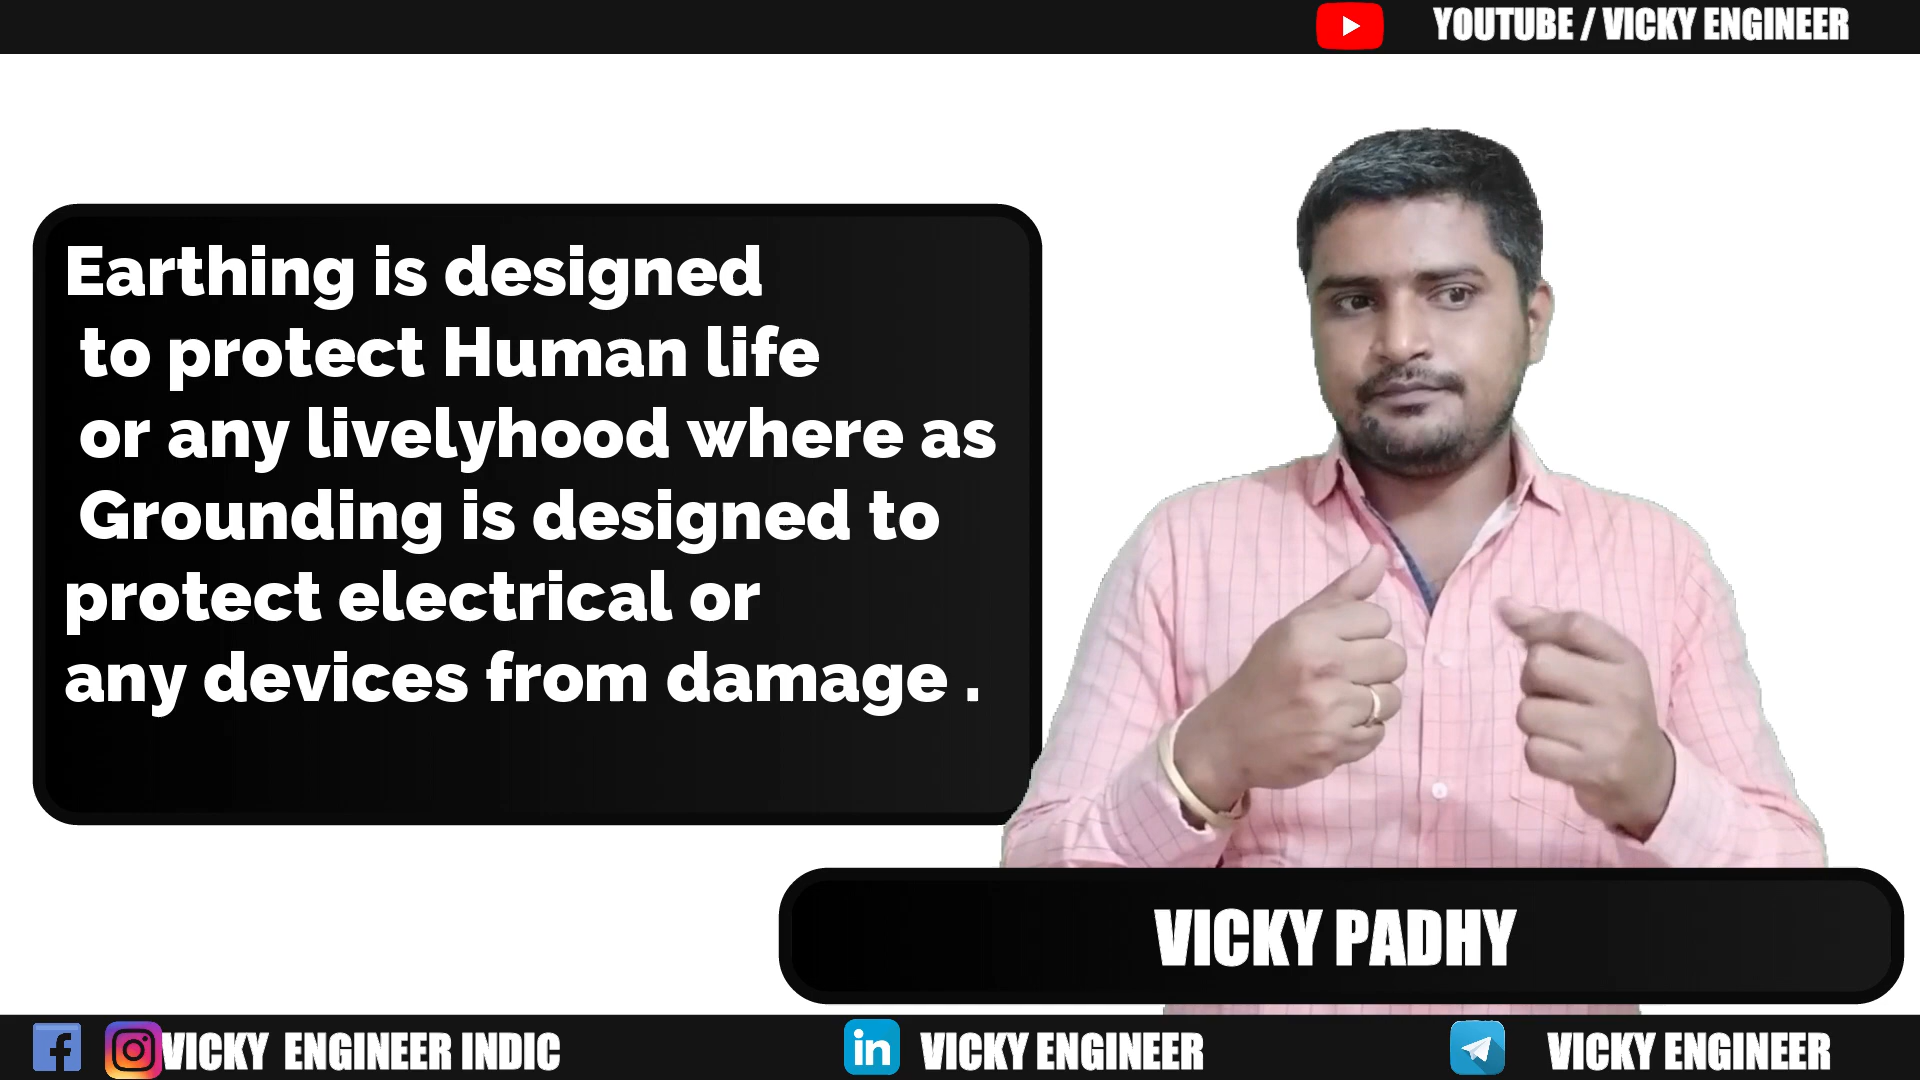 YOUTUBE / VICKY ENGINEER
Earthing is designed
to protect Human life
or any livelyhood where as
Grounding is designed to
protect electrical or
any devices from damage .
VICKY PADHY
VICKY ENGINEER INDIC
in VICKY ENGINEER
VICKY ENGINEER